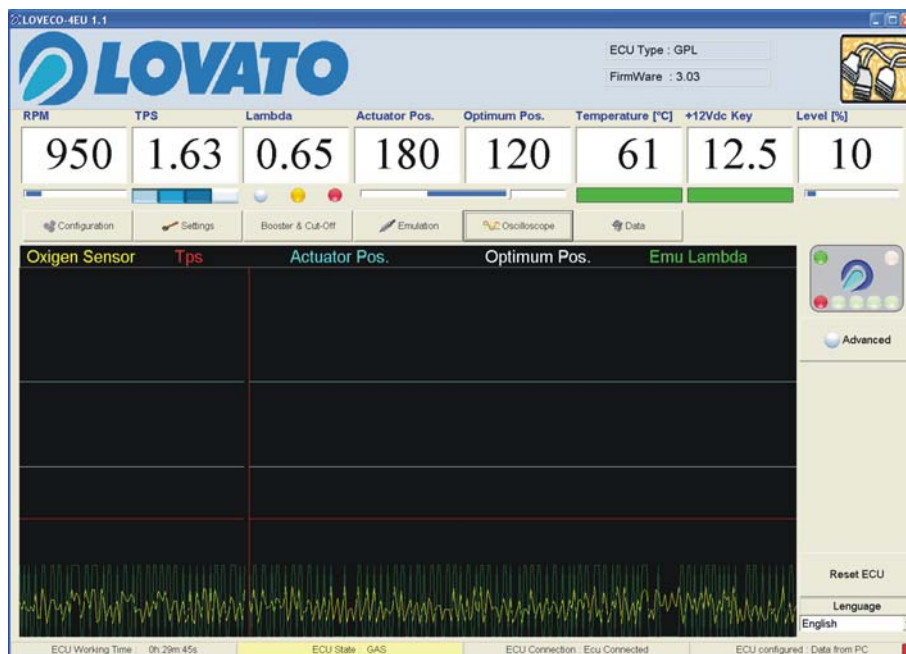 LOVECO-4EU 1.1
LOVATO
ECU Type : GPL
FirmWare : 3.03
RPM TPS Lambda Actuator Pos. Optimum Pos. Temperature [°C] +12Vdc Key Level [%]
950 1.63 0.65 180 120 61 12.5 10
Configuration Settings Booster & Cut-Off Emulation Oscilloscope Data
Oxigen Sensor Tps Actuator Pos. Optimum Pos. Emu Lambda
Advanced
Reset ECU
Lenguage
English
ECU Working Time : 0h:29m:45s ECU State : GAS ECU Connection : Ecu Connected ECU configured : Data from PC